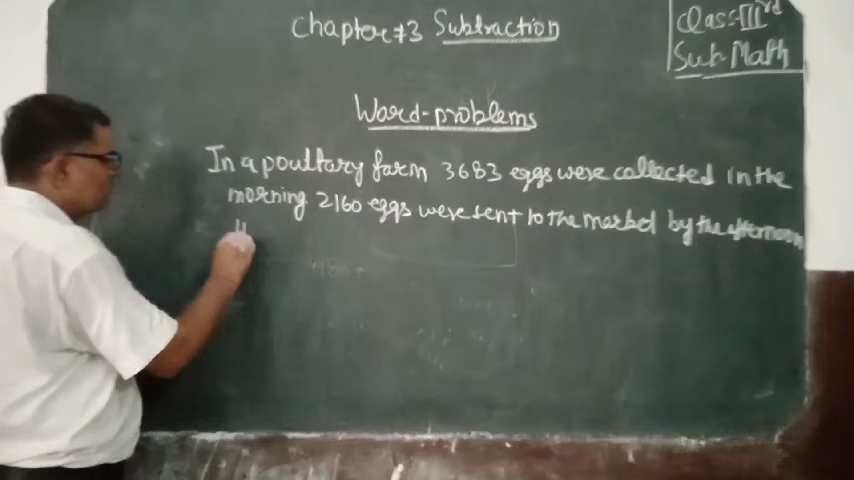 Chapter #3 Subtraction
Class III rd
Sub- Math
Word-problems
In a poultary farm 3683 eggs were collected in the
morning 2160 eggs were sent to the market by the afternoon
H